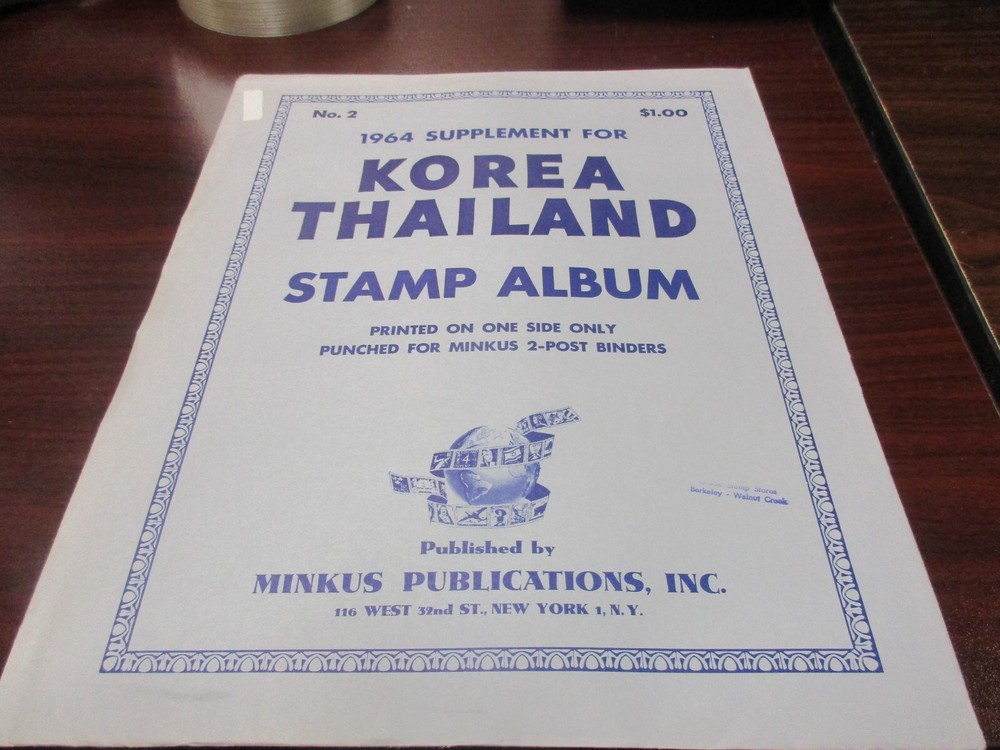 No. 2
$1.00
1964 SUPPLEMENT FOR
KOREA
THAILAND
STAMP ALBUM
PRINTED ON ONE SIDE ONLY
PUNCHED FOR MINKUS 2-POST BINDERS
Berkeley - Walnut Creek
Published by
MINKUS PUBLICATIONS, INC.
116 WEST 32nd ST., NEW YORK 1, N.Y.